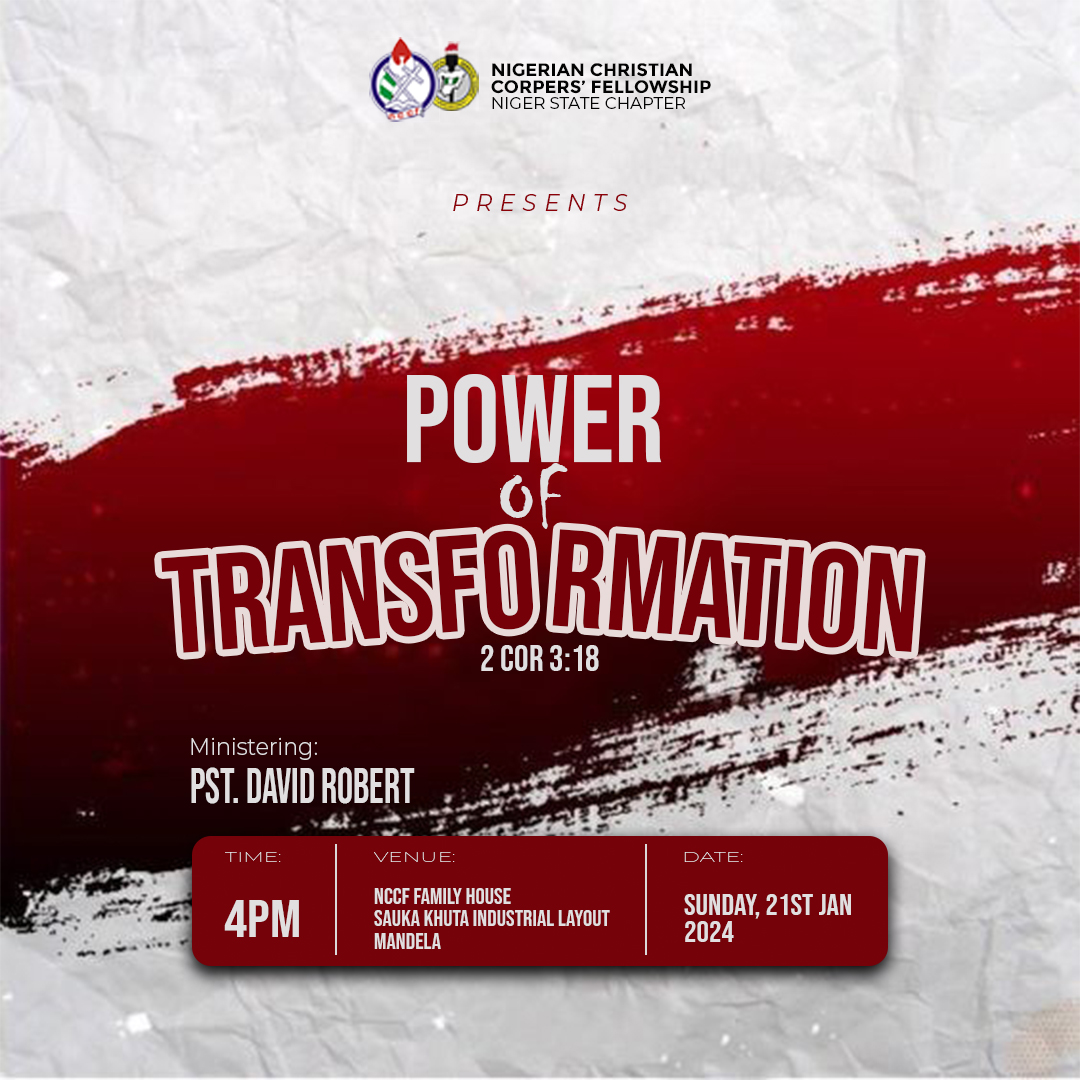 NIGERIAN CHRISTIAN
CORPERS' FELLOWSHIP
NIGER STATE CHAPTER
PRESENTS
POWER
OF
TRANSFORMATION
2 COR 3:18
Ministering:
PST. DAVID ROBERT
TIME:
4PM
VENUE:
NCCF FAMILY HOUSE
SAUKA KHUTA INDUSTRIAL LAYOUT
MANDELA
DATE:
SUNDAY, 21ST JAN
2024